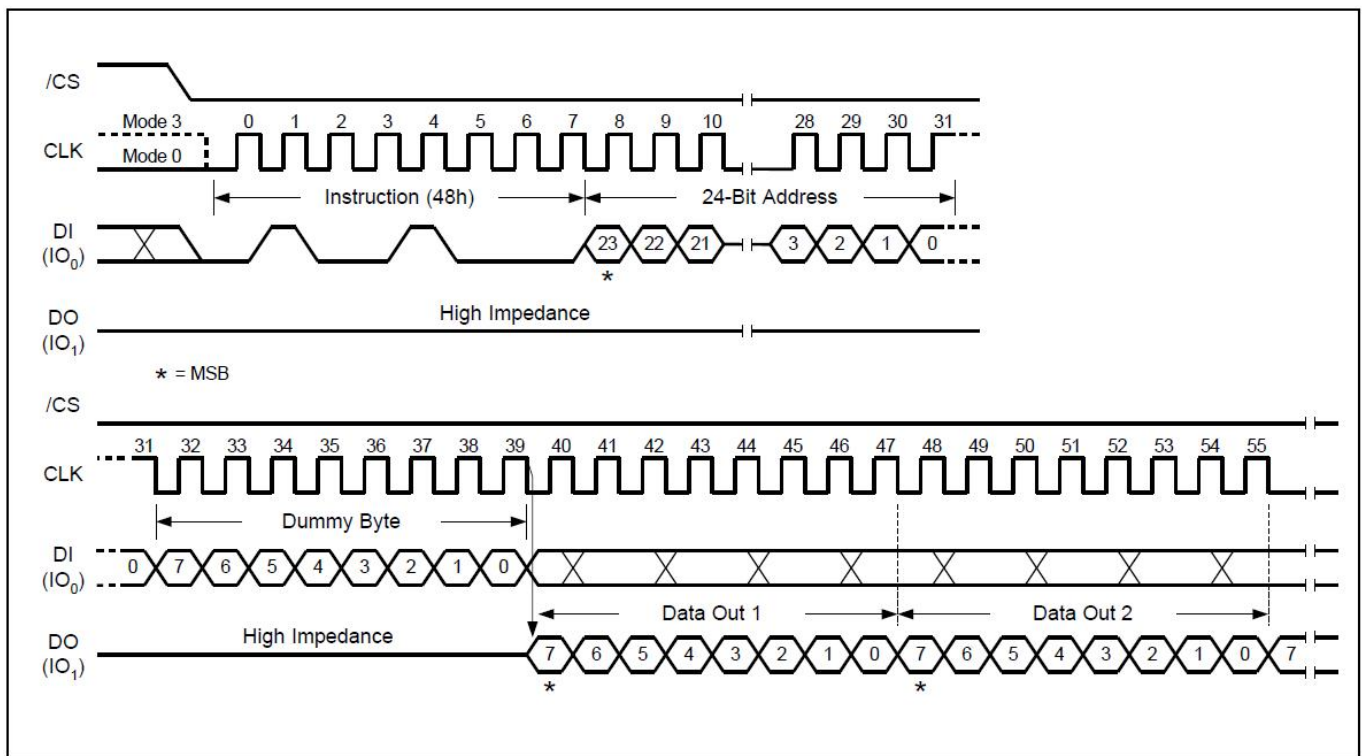 /CS
Mode 3 0 1 2 3 4 5 6 7 8 9 10 28 29 30 31
CLK
Mode 0
Instruction (48h) 24-Bit Address
DI
(IO0) 23 22 21 3 2 1 0
*
DO High Impedance
(IO1)
* = MSB
/CS
31 32 33 34 35 36 37 38 39 40 41 42 43 44 45 46 47 48 49 50 51 52 53 54 55
CLK
Dummy Byte
DI
(IO0) 0 7 6 5 4 3 2 1 0
Data Out 1 Data Out 2
DO High Impedance
(IO1) 7 6 5 4 3 2 1 0 7 6 5 4 3 2 1 0 7
* *